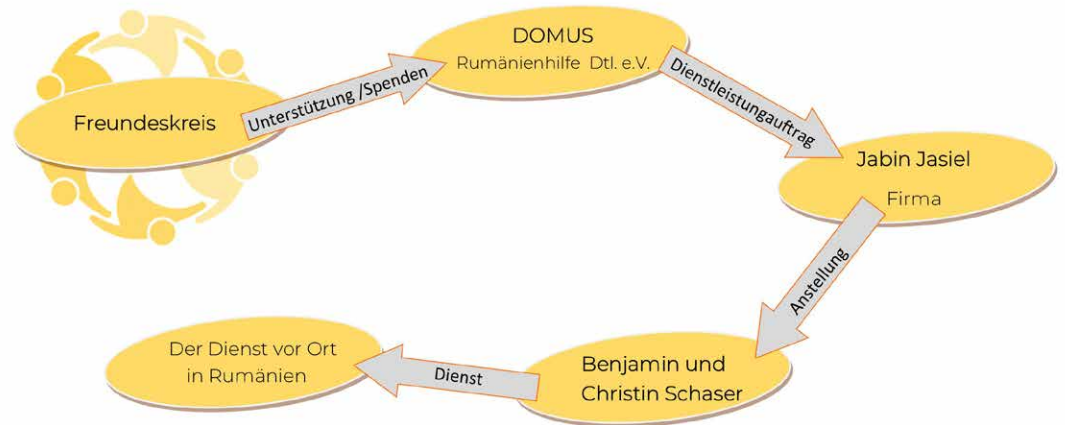 Freundeskreis
Unterstützung /Spenden
DOMUS
Rumänienhilfe Dtl. e.V.
Dienstleistungauftrag
Jabin Jasiel
Firma
Anstellung
Benjamin und
Christin Schaser
Dienst
Der Dienst vor Ort
in Rumänien